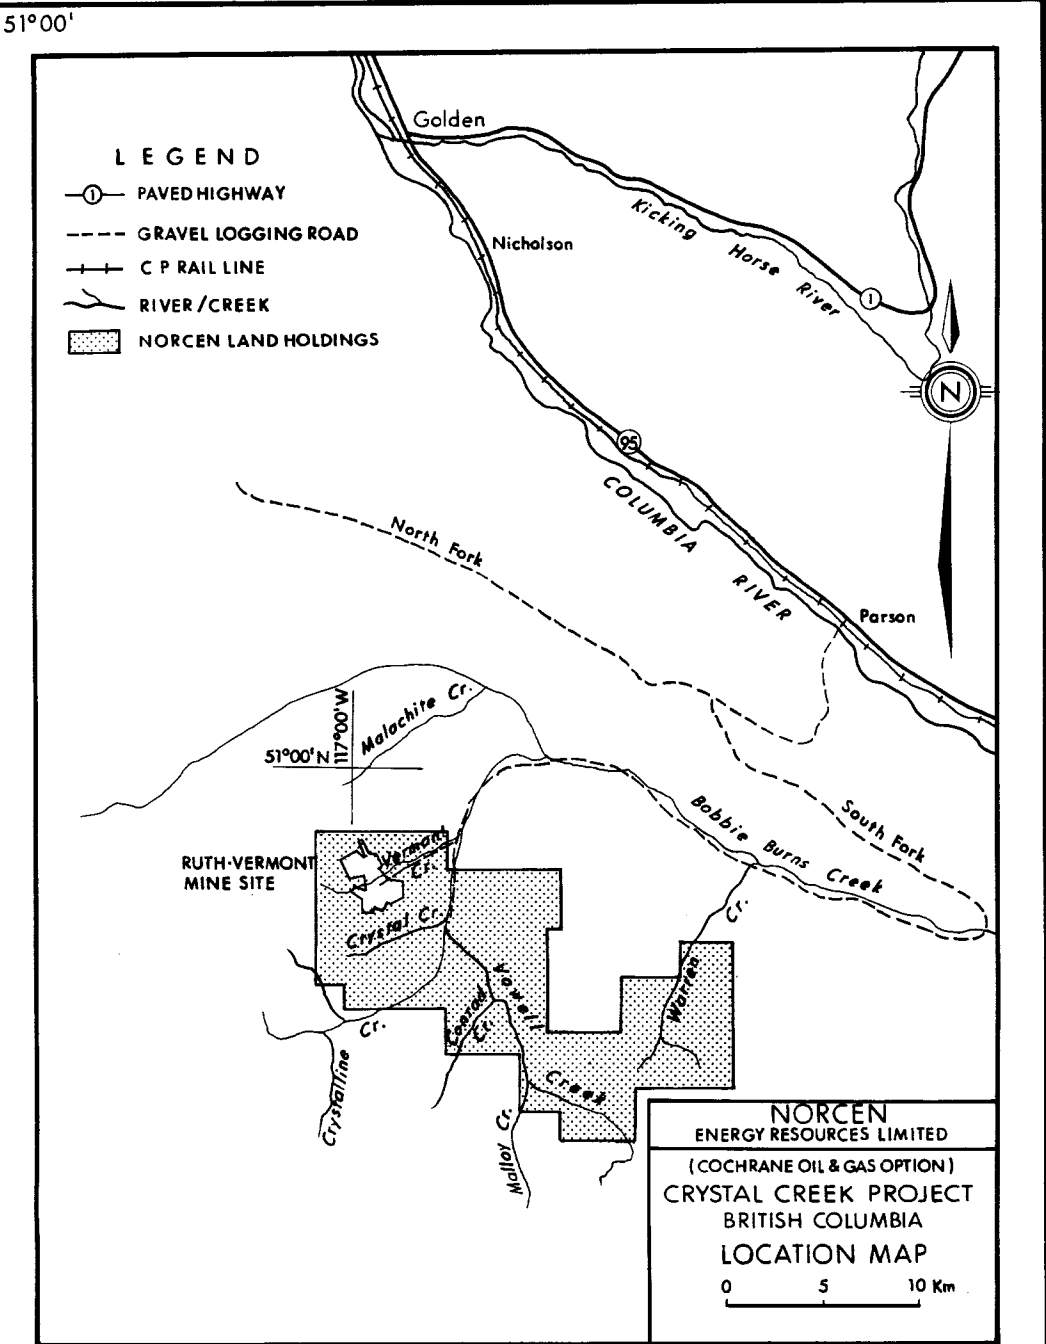 51°00'
Golden
LEGEND
1 PAVED HIGHWAY
GRAVEL LOGGING ROAD
C P RAIL LINE
RIVER/CREEK
NORCEN LAND HOLDINGS
Nicholson
Kicking Horse River
1
N
95
COLUMBIA RIVER
North Fork
Parson
Malachite Cr.
117°00'W
51°00'N
Bobbie Burns Creek
South Fork
RUTH-VERMONT
MINE SITE
Vermont
Cr.
Crystal Cr.
Warren Cr.
Vowell Creek
Conrad
Cr.
Crystalline Cr.
Malloy Cr.
NORCEN
ENERGY RESOURCES LIMITED
(COCHRANE OIL & GAS OPTION)
CRYSTAL CREEK PROJECT
BRITISH COLUMBIA
LOCATION MAP
0 5 10 Km